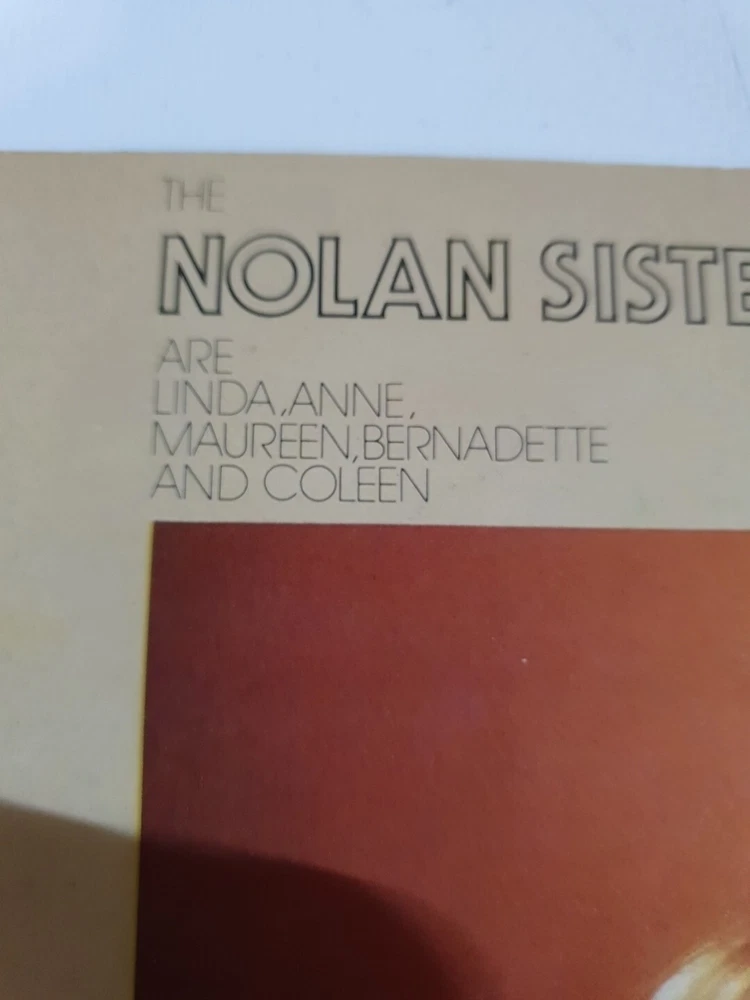 THE
NOLAN SISTE
ARE
LINDA,ANNE,
MAUREEN,BERNADETTE
AND COLEEN